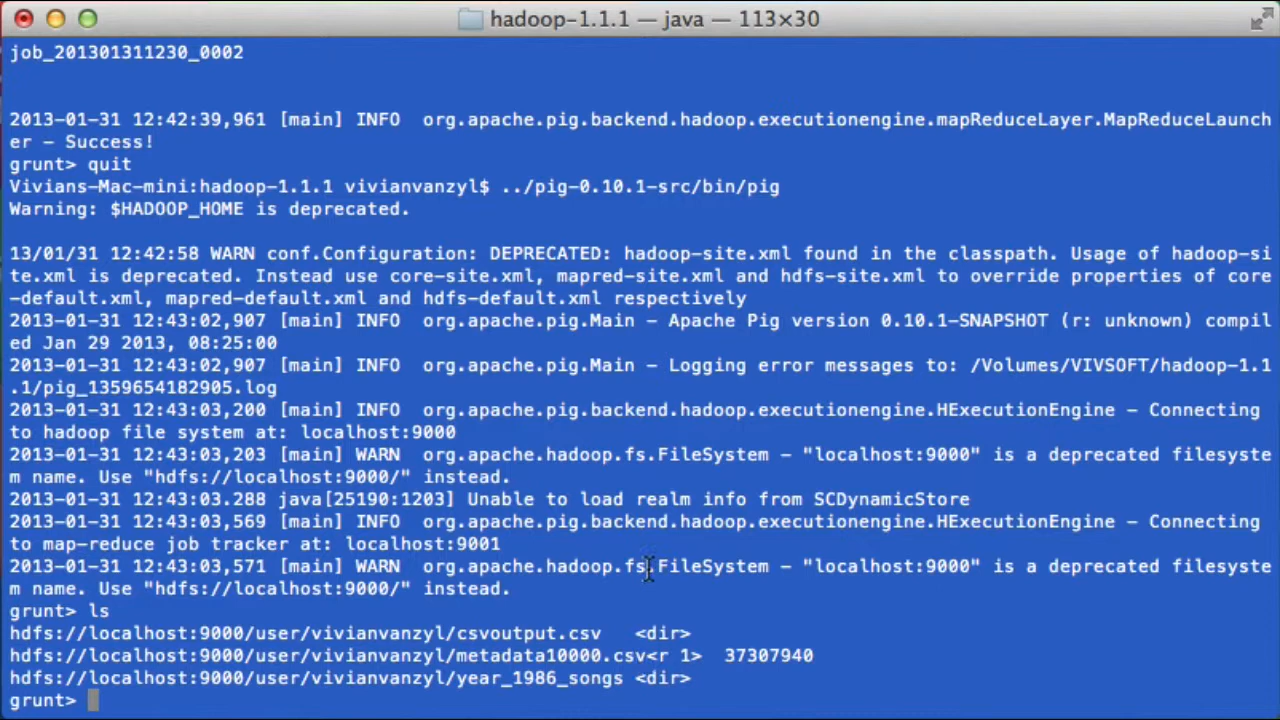 hadoop-1.1.1 — java — 113×30
job_201301311230_0002
2013-01-31 12:42:39,961 [main] INFO  org.apache.pig.backend.hadoop.executionengine.mapReduceLayer.MapReduceLaunch
er - Success!
grunt> quit
Vivians-Mac-mini:hadoop-1.1.1 vivianvanzyl$ ../pig-0.10.1-src/bin/pig
Warning: $HADOOP_HOME is deprecated.
13/01/31 12:42:58 WARN conf.Configuration: DEPRECATED: hadoop-site.xml found in the classpath. Usage of hadoop-si
te.xml is deprecated. Instead use core-site.xml, mapred-site.xml and hdfs-site.xml to override properties of core
-default.xml, mapred-default.xml and hdfs-default.xml respectively
2013-01-31 12:43:02,907 [main] INFO  org.apache.pig.Main - Apache Pig version 0.10.1-SNAPSHOT (r: unknown) compil
ed Jan 29 2013, 08:25:00
2013-01-31 12:43:02,907 [main] INFO  org.apache.pig.Main - Logging error messages to: /Volumes/VIVSOFT/hadoop-1.1
.1/pig_1359654182905.log
2013-01-31 12:43:03,200 [main] INFO  org.apache.pig.backend.hadoop.executionengine.HExecutionEngine - Connecting
to hadoop file system at: localhost:9000
2013-01-31 12:43:03,203 [main] WARN  org.apache.hadoop.fs.FileSystem - "localhost:9000" is a deprecated filesyste
m name. Use "hdfs://localhost:9000/" instead.
2013-01-31 12:43:03.288 java[25190:1203] Unable to load realm info from SCDynamicStore
2013-01-31 12:43:03,569 [main] INFO  org.apache.pig.backend.hadoop.executionengine.HExecutionEngine - Connecting
to map-reduce job tracker at: localhost:9001
2013-01-31 12:43:03,571 [main] WARN  org.apache.hadoop.fs.FileSystem - "localhost:9000" is a deprecated filesyste
m name. Use "hdfs://localhost:9000/" instead.
grunt> ls
hdfs://localhost:9000/user/vivianvanzyl/csvoutput.csv   <dir>
hdfs://localhost:9000/user/vivianvanzyl/metadata10000.csv<r 1>  37307940
hdfs://localhost:9000/user/vivianvanzyl/year_1986_songs <dir>
grunt>